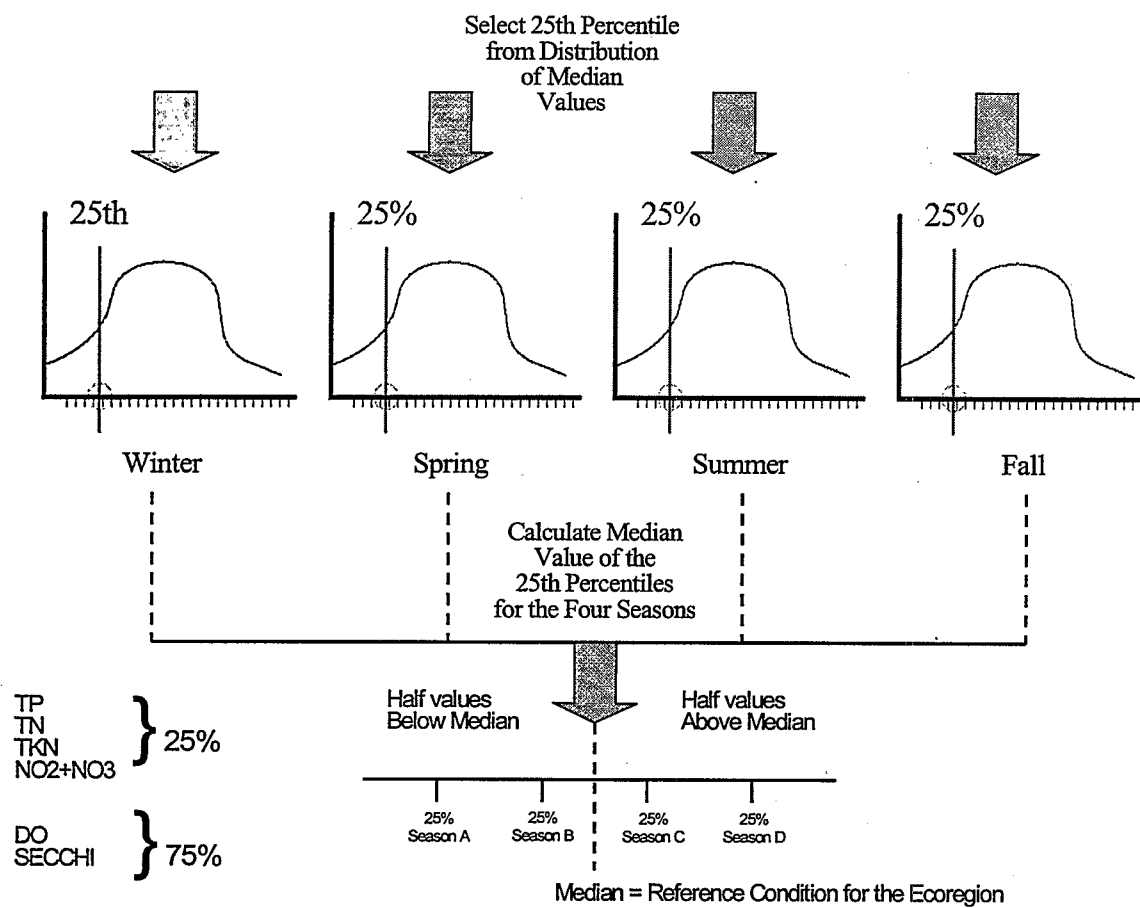 Select 25th Percentile
from Distribution
of Median
Values
25th
25%
25%
25%
Winter
Spring
Summer
Fall
Calculate Median
Value of the
25th Percentiles
for the Four Seasons
TP
TN
TKN
NO2+NO3
25%
DO
SECCHI
75%
Half values
Below Median
Half values
Above Median
25%
Season A
25%
Season B
25%
Season C
25%
Season D
Median = Reference Condition for the Ecoregion